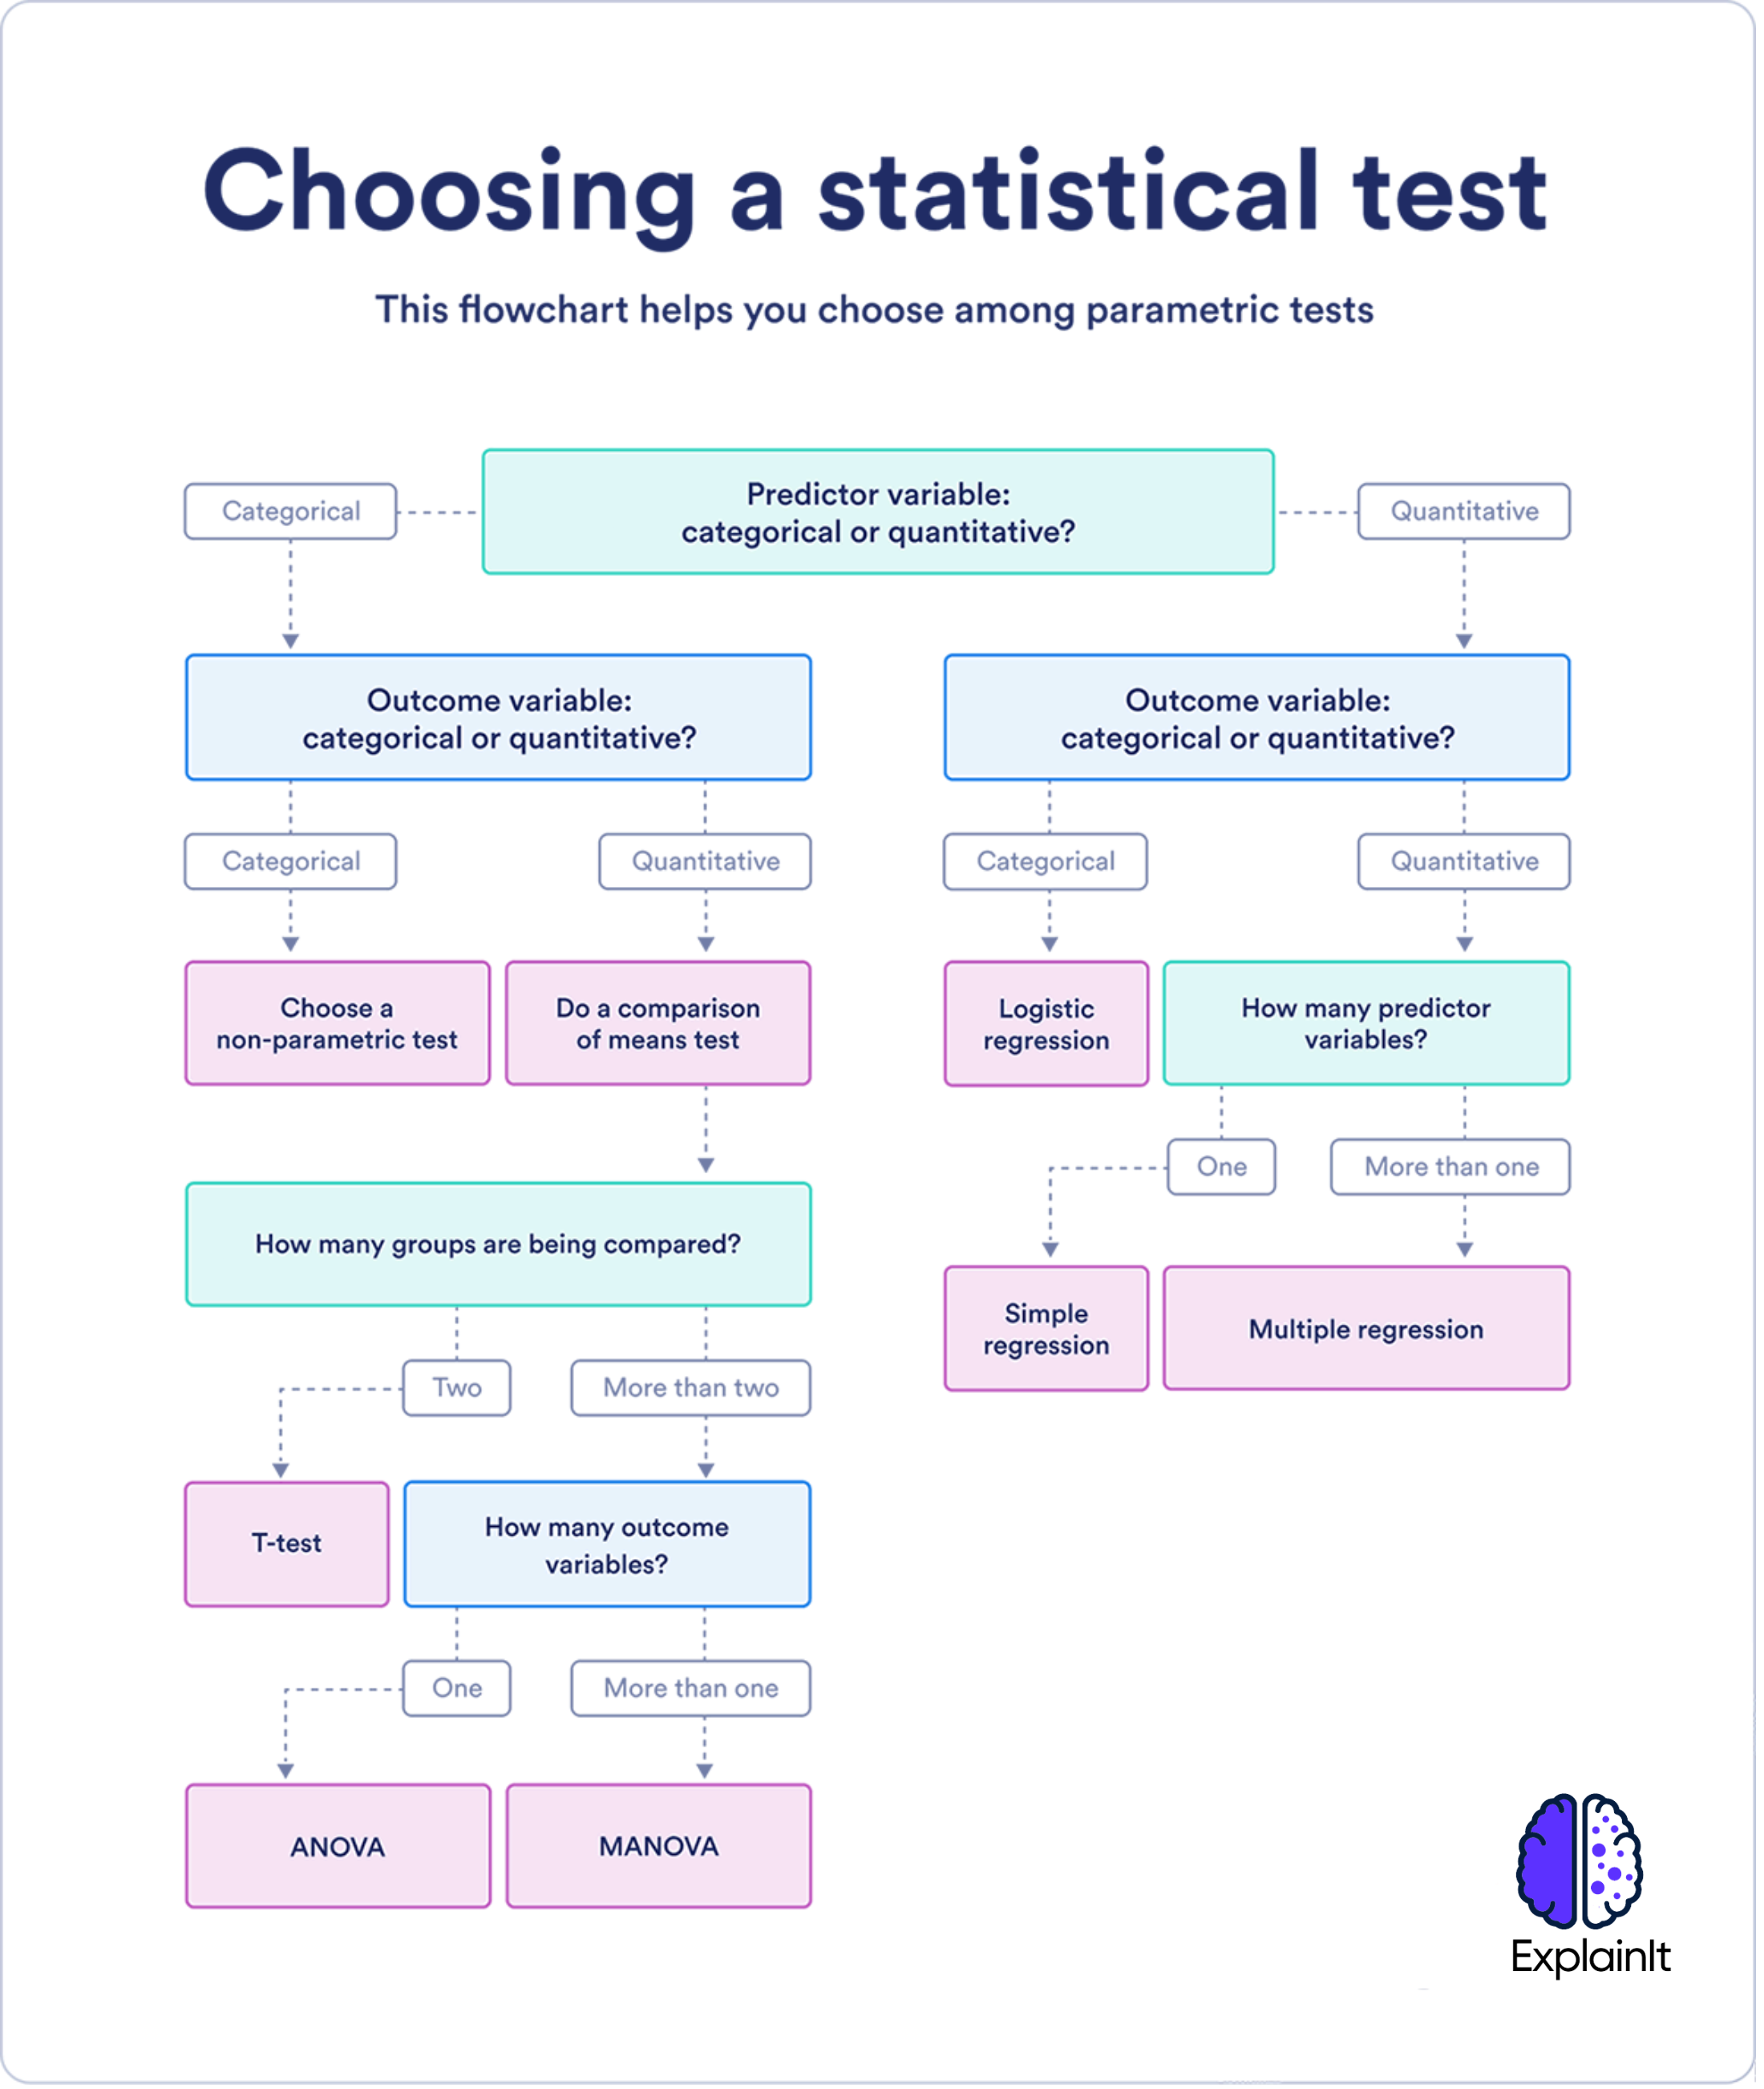 Choosing a statistical test
This flowchart helps you choose among parametric tests
Predictor variable:
categorical or quantitative?
Categorical
Quantitative
Outcome variable:
categorical or quantitative?
Outcome variable:
categorical or quantitative?
Categorical
Quantitative
Categorical
Quantitative
Choose a
non-parametric test
Do a comparison
of means test
Logistic
regression
How many predictor
variables?
One
More than one
How many groups are being compared?
Simple
regression
Multiple regression
Two
More than two
T-test
How many outcome
variables?
One
More than one
ANOVA
MANOVA
ExplainIt